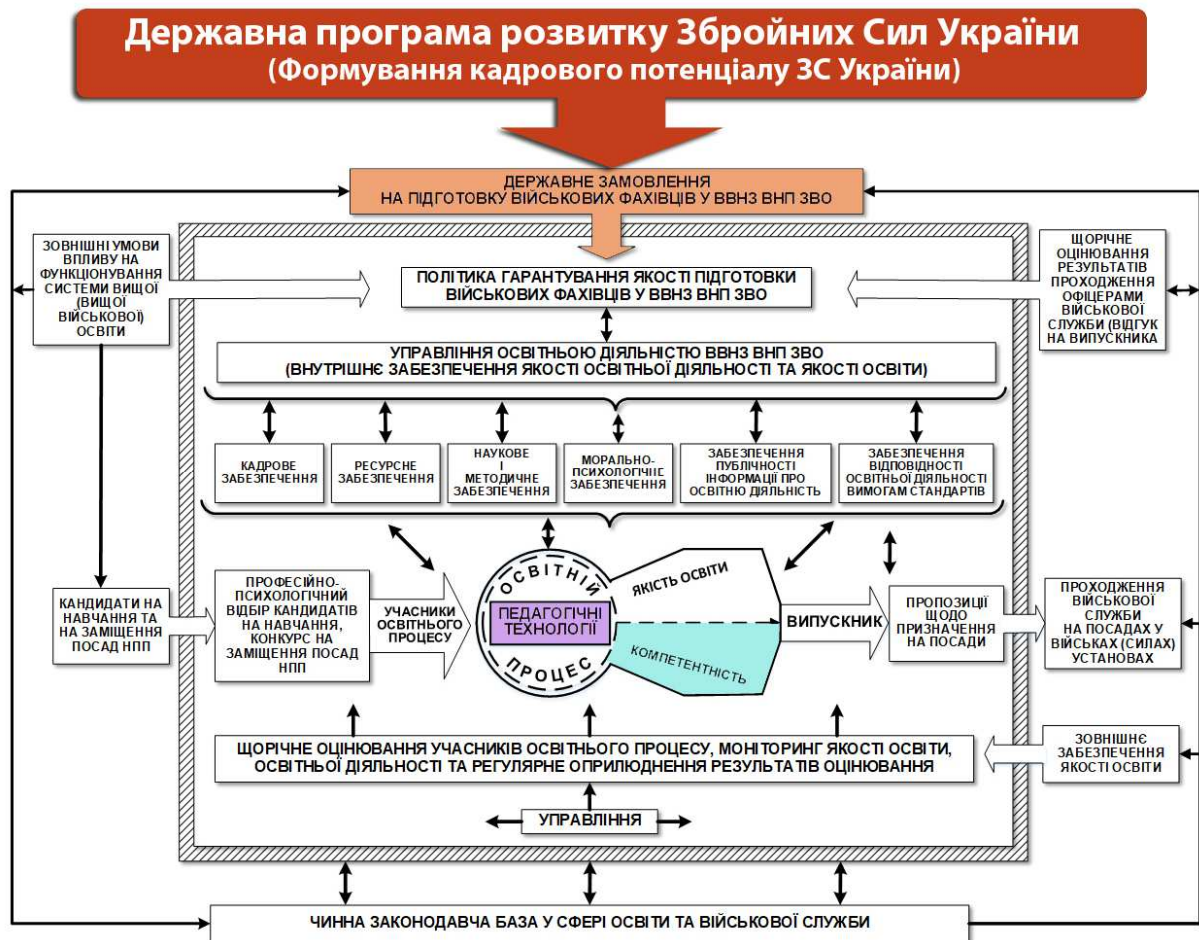 Державна програма розвитку Збройних Сил України
(Формування кадрового потенціалу ЗС України)
ДЕРЖАВНЕ ЗАМОВЛЕННЯ
НА ПІДГОТОВКУ ВІЙСЬКОВИХ ФАХІВЦІВ У ВВНЗ ВНП ЗВО
ЗОВНІШНІ УМОВИ
ВПЛИВУ НА
ФУНКЦІОНУВАННЯ
СИСТЕМИ ВИЩОЇ
(ВИЩОЇ
ВІЙСЬКОВОЇ)
ОСВІТИ
ПОЛІТИКА ГАРАНТУВАННЯ ЯКОСТІ ПІДГОТОВКИ
ВІЙСЬКОВИХ ФАХІВЦІВ У ВВНЗ ВНП ЗВО
ЩОРІЧНЕ
ОЦІНЮВАННЯ
РЕЗУЛЬТАТІВ
ПРОХОДЖЕННЯ
ОФІЦЕРАМИ
ВІЙСЬКОВОЇ
СЛУЖБИ (ВІДГУК
НА ВИПУСКНИКА
УПРАВЛІННЯ ОСВІТНЬОЮ ДІЯЛЬНІСТЮ ВВНЗ ВНП ЗВО
(ВНУТРІШНЄ ЗАБЕЗПЕЧЕННЯ ЯКОСТІ ОСВІТНЬОЇ ДІЯЛЬНОСТІ ТА ЯКОСТІ ОСВІТИ)
КАДРОВЕ
ЗАБЕЗПЕЧЕННЯ
РЕСУРСНЕ
ЗАБЕЗПЕЧЕННЯ
НАУКОВЕ
І
МЕТОДИЧНЕ
ЗАБЕЗПЕЧЕННЯ
МОРАЛЬНО-
ПСИХОЛОГІЧНЕ
ЗАБЕЗПЕЧЕННЯ
ЗАБЕЗПЕЧЕННЯ
ПУБЛІЧНОСТІ
ІНФОРМАЦІЇ ПРО
ОСВІТНЮ ДІЯЛЬНІСТЬ
ЗАБЕЗПЕЧЕННЯ
ВІДПОВІДНОСТІ
ОСВІТНЬОЇ ДІЯЛЬНОСТІ
ВИМОГАМ СТАНДАРТІВ
КАНДИДАТИ НА
НАВЧАННЯ ТА НА
ЗАМІЩЕННЯ
ПОСАД НПП
ПРОФЕСІЙНО-
ПСИХОЛОГІЧНИЙ
ВІДБІР КАНДИДАТІВ
НА НАВЧАННЯ,
КОНКУРС НА
ЗАМІЩЕННЯ ПОСАД
НПП
УЧАСНИКИ
ОСВІТНЬОГО
ПРОЦЕСУ
ОСВІТНІЙ
ПЕДАГОГІЧНІ
ТЕХНОЛОГІЇ
ПРОЦЕС
ЯКІСТЬ ОСВІТИ
КОМПЕТЕНТНІСТЬ
ВИПУСКНИК
ПРОПОЗИЦІЇ
ЩОДО
ПРИЗНАЧЕННЯ
НА ПОСАДИ
ПРОХОДЖЕННЯ
ВІЙСЬКОВОЇ
СЛУЖБИ
НА ПОСАДАХ У
ВІЙСЬКАХ (СИЛАХ)
УСТАНОВАХ
ЩОРІЧНЕ ОЦІНЮВАННЯ УЧАСНИКІВ ОСВІТНЬОГО ПРОЦЕСУ, МОНІТОРИНГ ЯКОСТІ ОСВІТИ,
ОСВІТНЬОЇ ДІЯЛЬНОСТІ ТА РЕГУЛЯРНЕ ОПРИЛЮДНЕННЯ РЕЗУЛЬТАТІВ ОЦІНЮВАННЯ
ЗОВНІШНЄ
ЗАБЕЗПЕЧЕННЯ
ЯКОСТІ ОСВІТИ
УПРАВЛІННЯ
ЧИННА ЗАКОНОДАВЧА БАЗА У СФЕРІ ОСВІТИ ТА ВІЙСЬКОВОЇ СЛУЖБИ